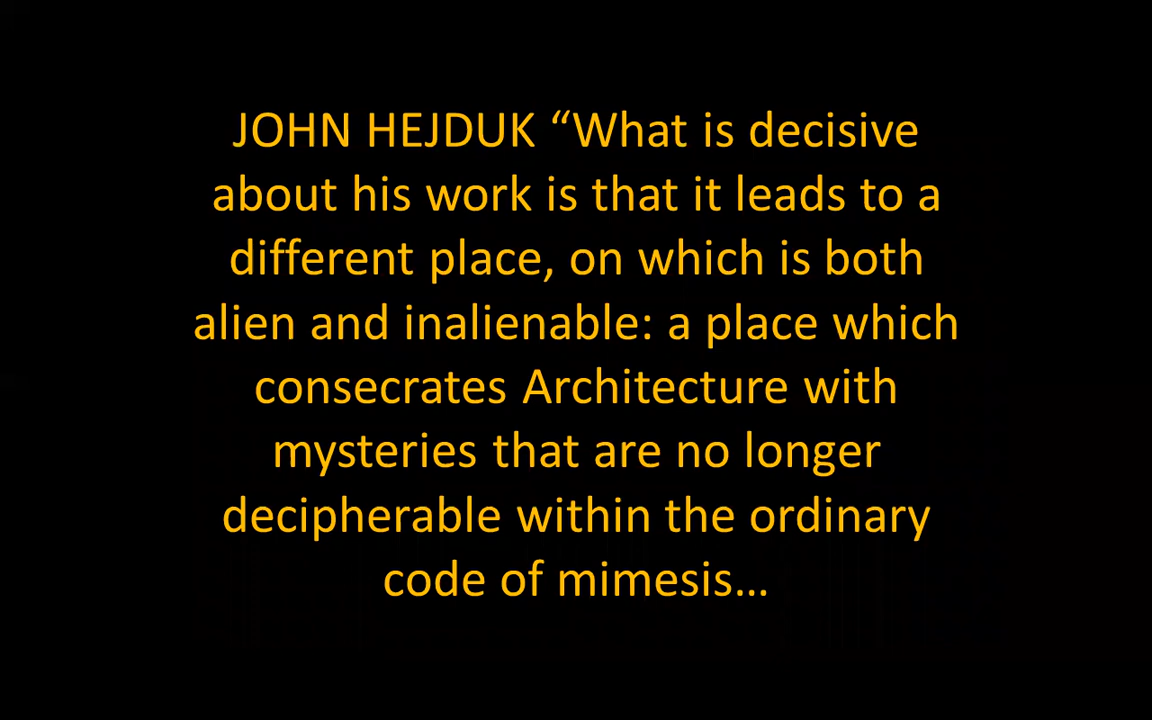 JOHN HEJDUK “What is decisive
about his work is that it leads to a
different place, on which is both
alien and inalienable: a place which
consecrates Architecture with
mysteries that are no longer
decipherable within the ordinary
code of mimesis…